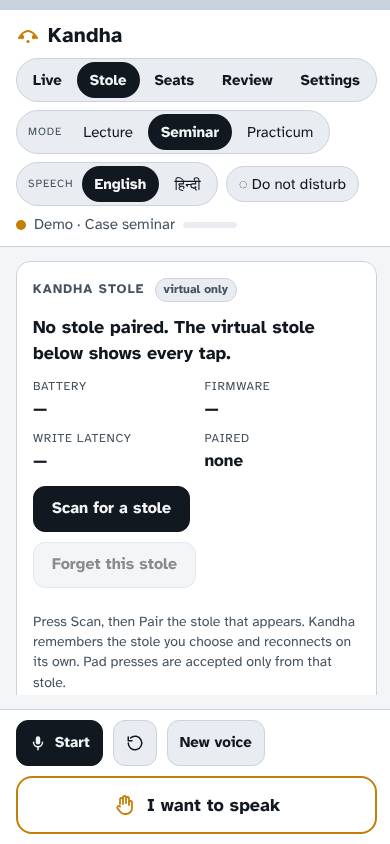 Kandha
Live Stole Seats Review Settings
MODE Lecture Seminar Practicum
SPEECH English हिन्दी Do not disturb
Demo · Case seminar
KANDHA STOLE virtual only
No stole paired. The virtual stole
below shows every tap.
BATTERY FIRMWARE
— —
WRITE LATENCY PAIRED
— none
Scan for a stole
Forget this stole
Press Scan, then Pair the stole that appears. Kandha
remembers the stole you choose and reconnects on
its own. Pad presses are accepted only from that
stole.
Start New voice
I want to speak